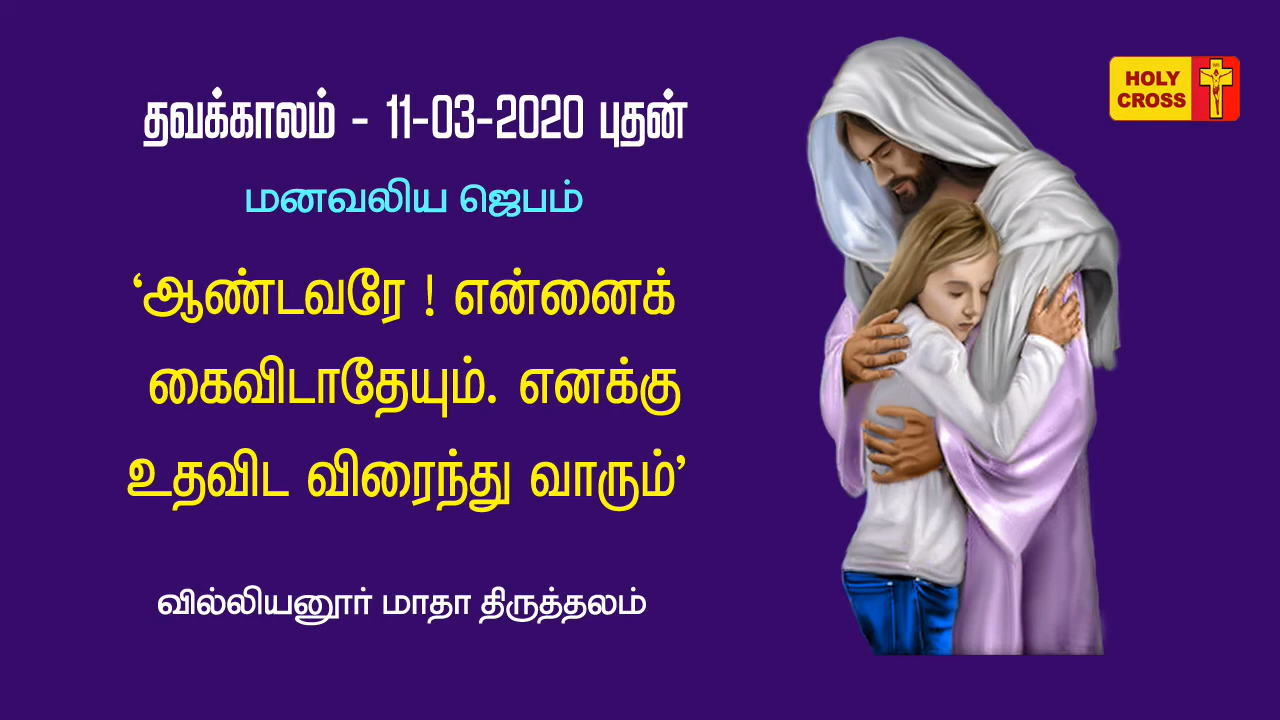 தவக்காலம் - 11-03-2020 புதன்
மனவலிய ஜெபம்
‘ஆண்டவரே ! என்னைக்
கைவிடாதேயும். எனக்கு
உதவிட விரைந்து வாரும்’
வில்லியனூர் மாதா திருத்தலம்
HOLY
CROSS